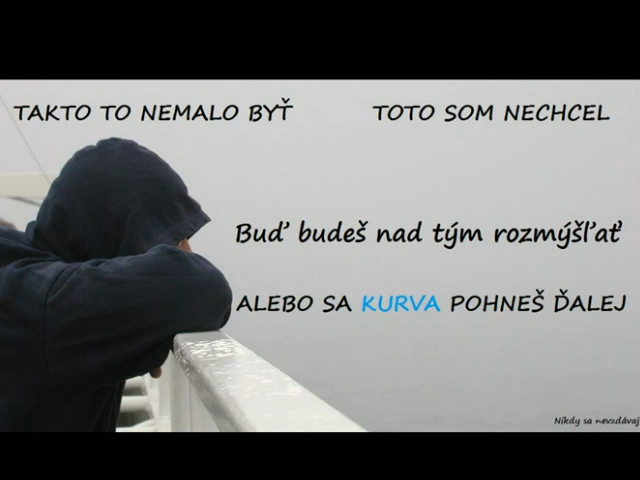 TAKTO TO NEMALO BYŤ TOTO SOM NECHCEL
Buď budeš nad tým rozmýšľať
ALEBO SA KURVA POHNEŠ ĎALEJ
Nikdy sa nevzdávaj